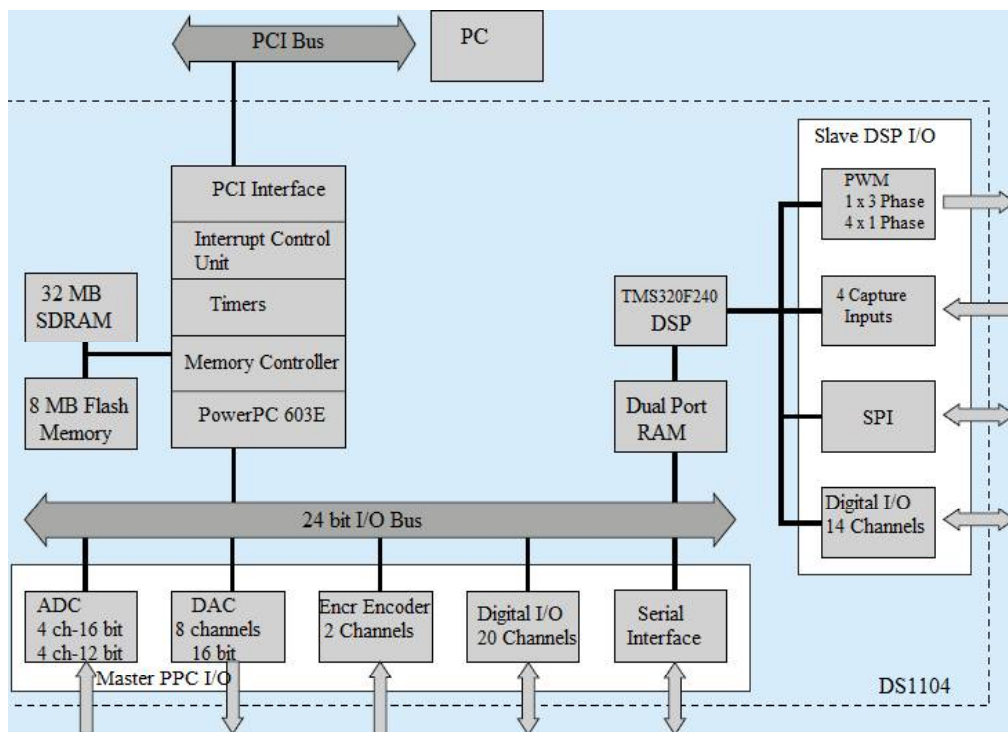 PCI Bus
PC
Slave DSP I/O
PCI Interface
Interrupt Control
Unit
Timers
Memory Controller
PowerPC 603E
32 MB
SDRAM
8 MB Flash
Memory
TMS320F240
DSP
Dual Port
RAM
PWM
1 x 3 Phase
4 x 1 Phase
4 Capture
Inputs
SPI
Digital I/O
14 Channels
24 bit I/O Bus
ADC
4 ch-16 bit
4 ch-12 bit
DAC
8 channels
16 bit
Encr Encoder
2 Channels
Digital I/O
20 Channels
Serial
Interface
Master PPC I/O
DS1104